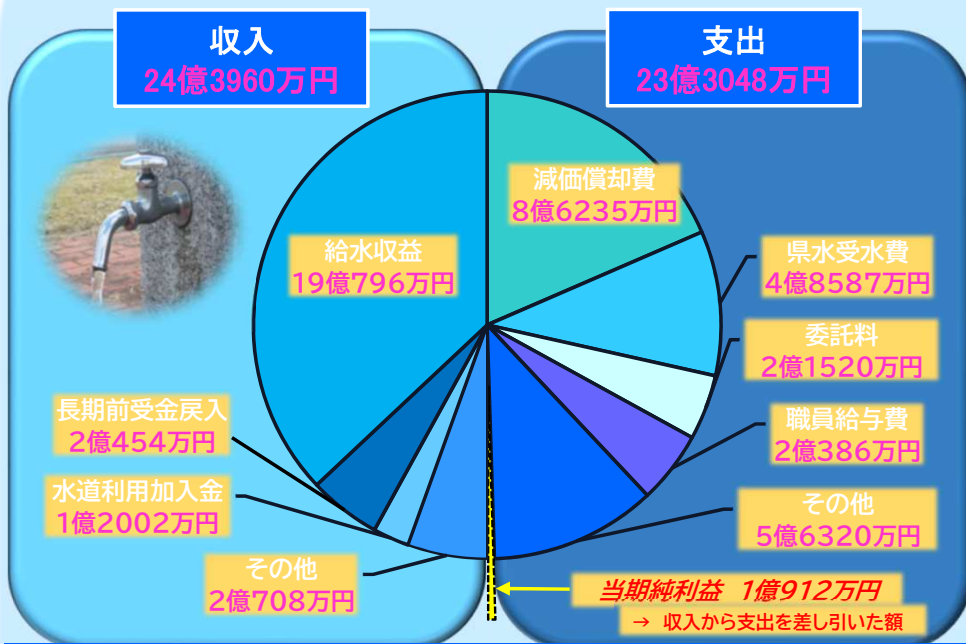 収入
24億3960万円
支出
23億3048万円
給水収益
19億796万円
長期前受金戻入
2億454万円
水道利用加入金
1億2002万円
その他
2億708万円
減価償却費
8億6235万円
県水受水費
4億8587万円
委託料
2億1520万円
職員給与費
2億386万円
その他
5億6320万円
当期純利益 1億912万円
→ 収入から支出を差し引いた額